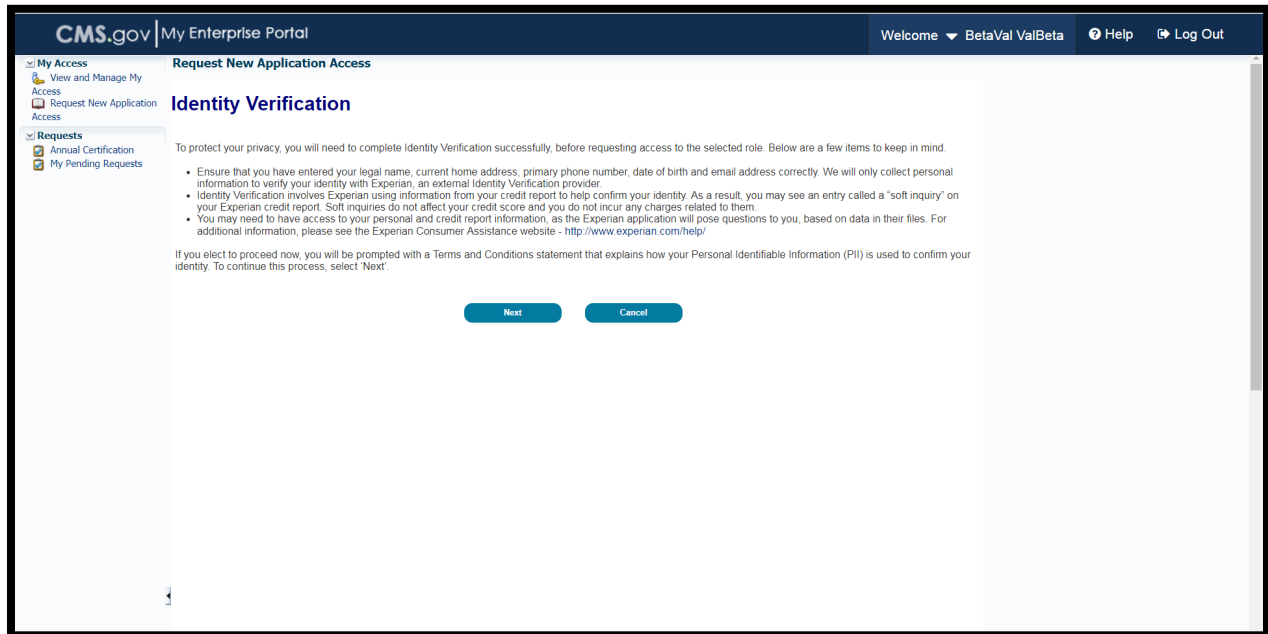 CMS.gov My Enterprise Portal
Welcome BetaVal ValBeta Help Log Out
My Access
View and Manage My
Access
Request New Application
Access
Requests
Annual Certification
My Pending Requests
Request New Application Access
Identity Verification
To protect your privacy, you will need to complete Identity Verification successfully, before requesting access to the selected role. Below are a few items to keep in mind.
• Ensure that you have entered your legal name, current home address, primary phone number, date of birth and email address correctly. We will only collect personal
information to verify your identity with Experian, an external Identity Verification provider.
• Identity Verification involves Experian using information from your credit report to help confirm your identity. As a result, you may see an entry called a “soft inquiry” on
your Experian credit report. Soft inquiries do not affect your credit score and you do not incur any charges related to them.
• You may need to have access to your personal and credit report information, as the Experian application will pose questions to you, based on data in their files. For
additional information, please see the Experian Consumer Assistance website - http://www.experian.com/help/
If you elect to proceed now, you will be prompted with a Terms and Conditions statement that explains how your Personal Identifiable Information (PII) is used to confirm your
identity. To continue this process, select ‘Next’.
Next Cancel